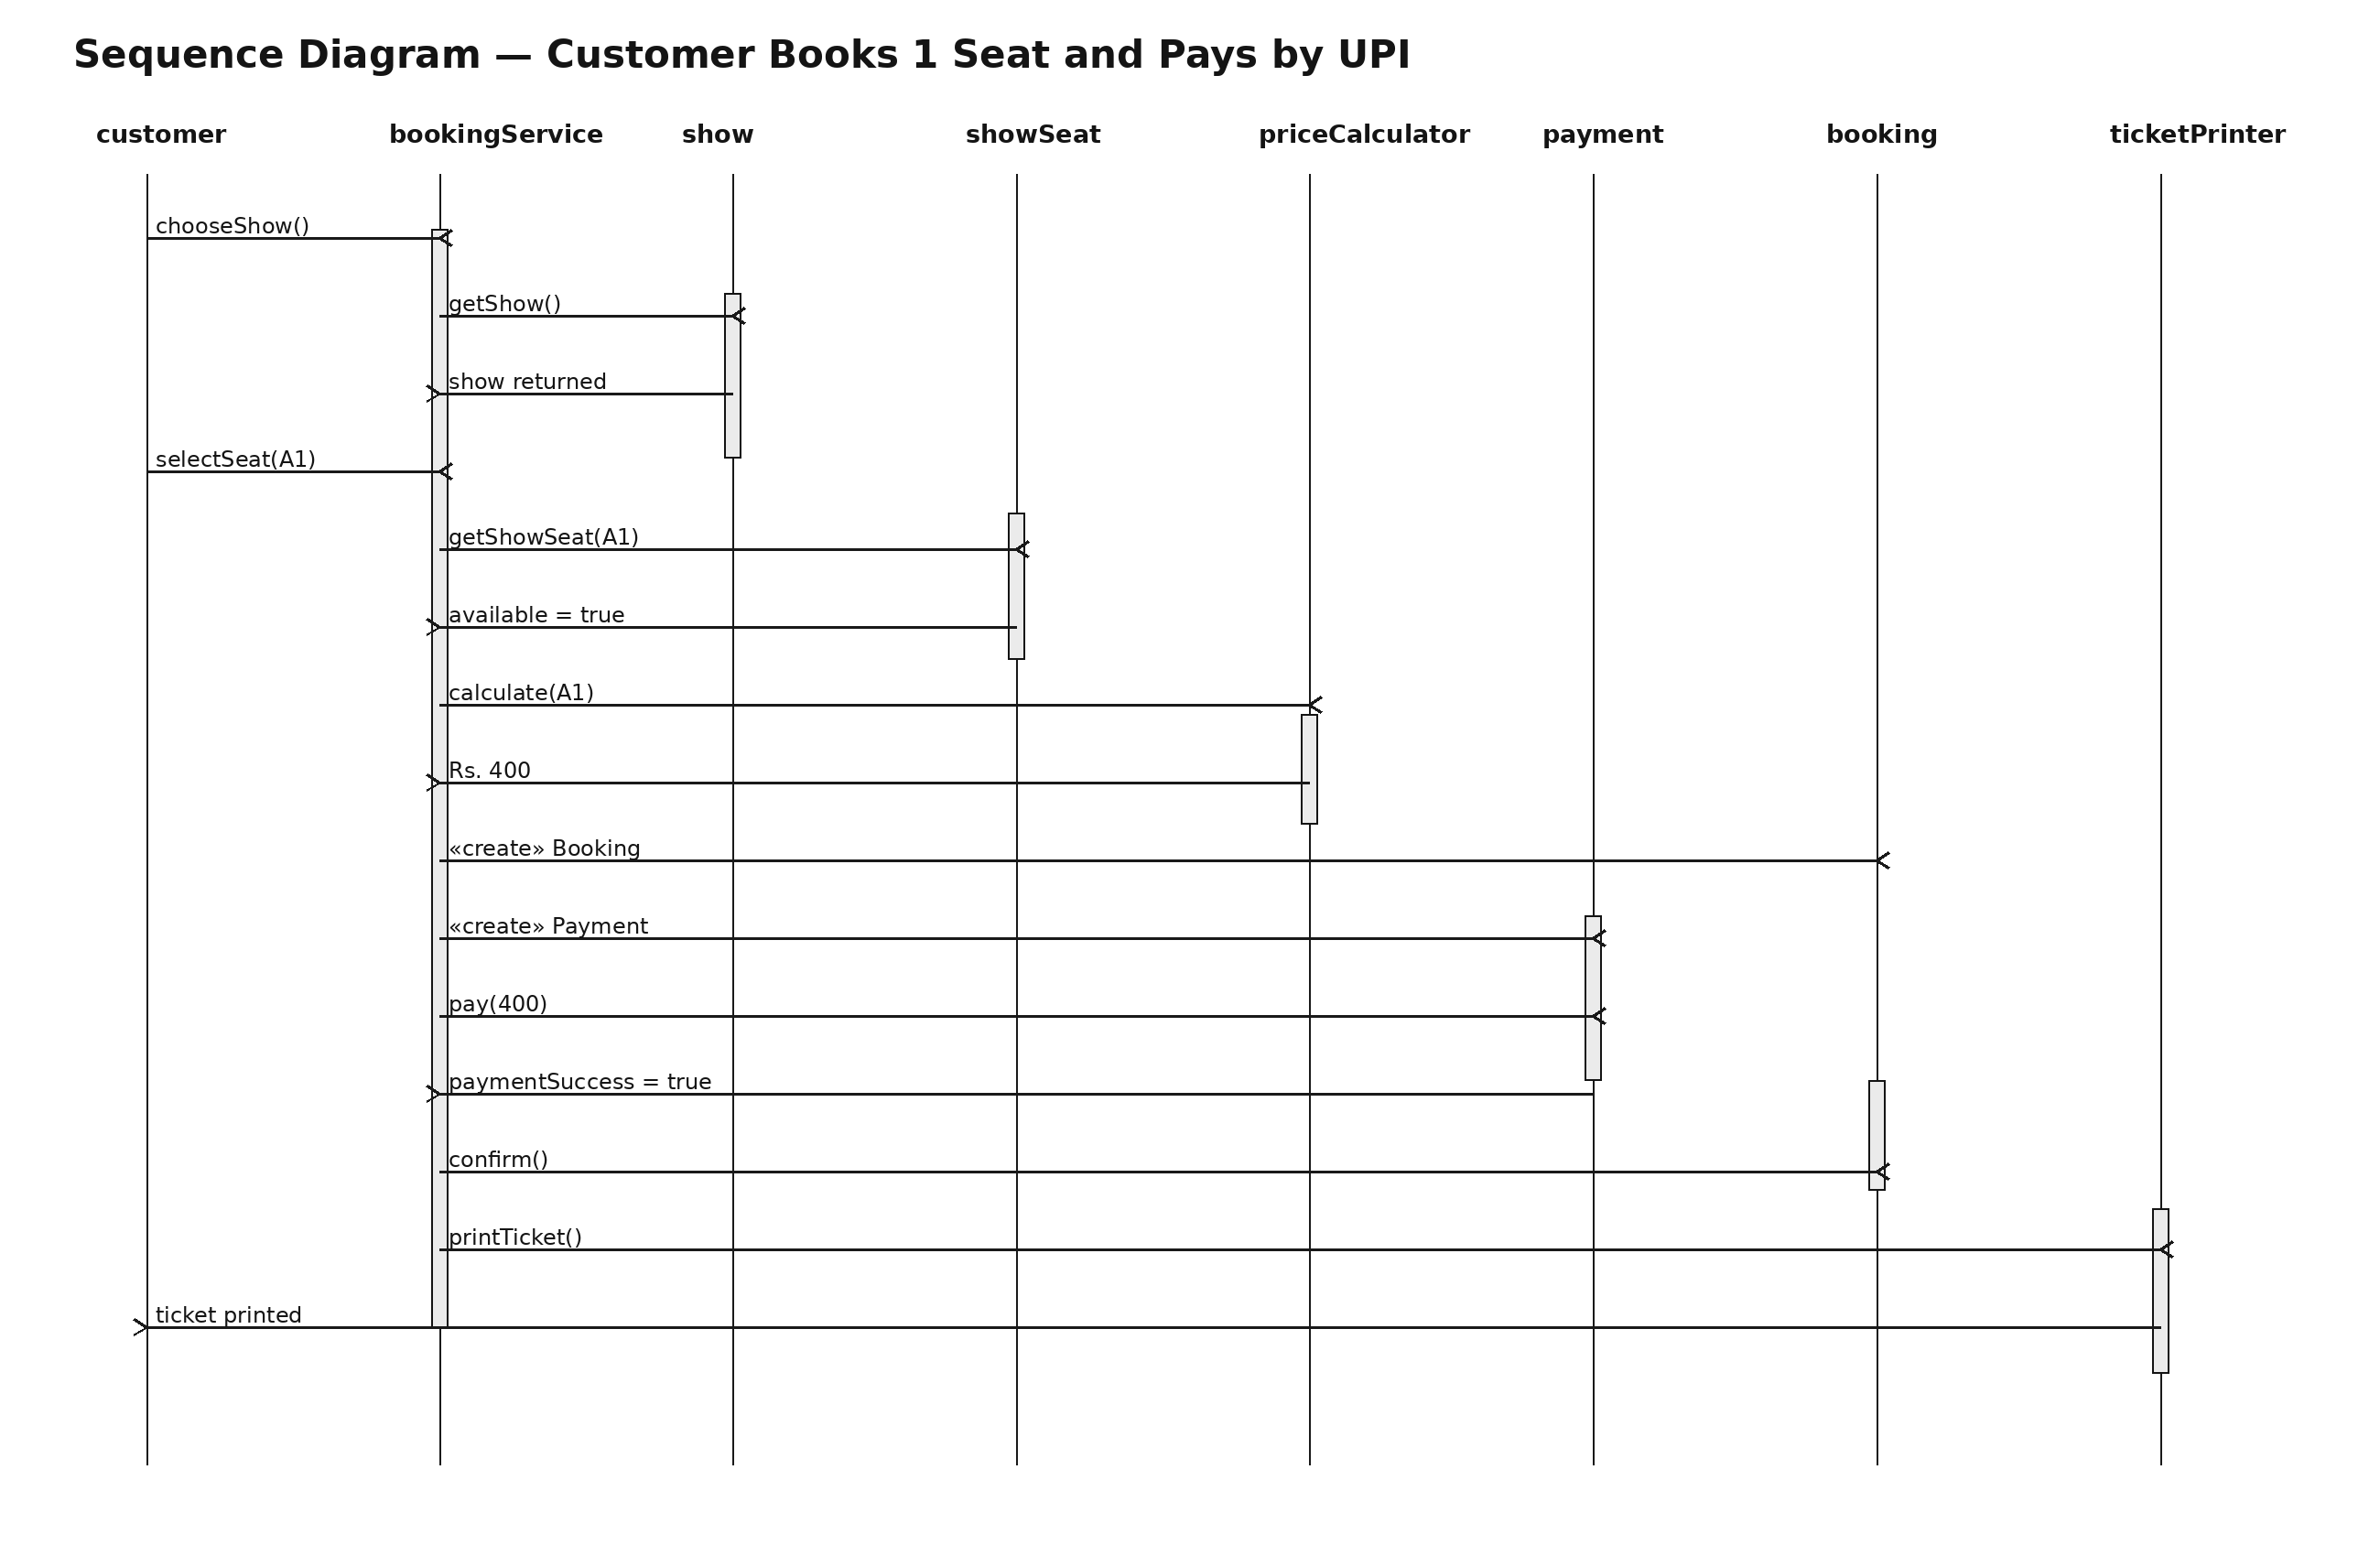 Sequence Diagram — Customer Books 1 Seat and Pays by UPI
customer bookingService show showSeat priceCalculator payment booking ticketPrinter
chooseShow()
getShow()
show returned
selectSeat(A1)
getShowSeat(A1)
available = true
calculate(A1)
Rs. 400
«create» Booking
«create» Payment
pay(400)
paymentSuccess = true
confirm()
printTicket()
ticket printed